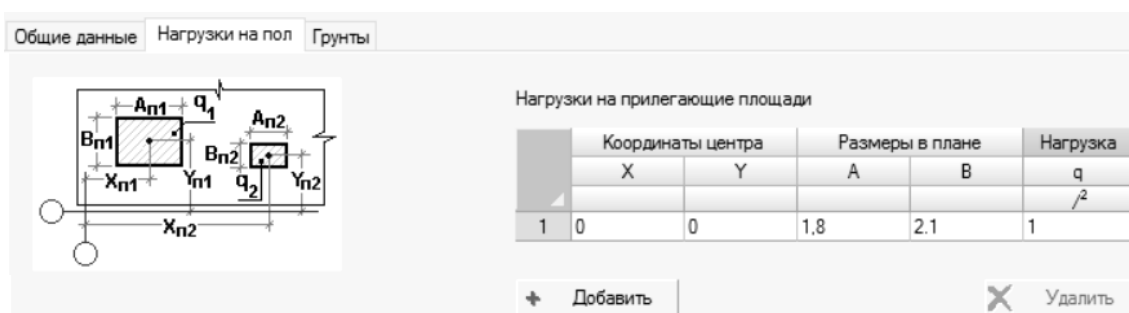 Общие данные Нагрузки на пол Грунты
Нагрузки на прилегающие площади
Aп1 q1 Aп2
Bп1 Bп2
Xп1 Yп1 q2 Yп2
Xп2
Координаты центра Размеры в плане Нагрузка
X Y A B q
/²
1 0 0 1,8 2.1 1
Добавить Удалить